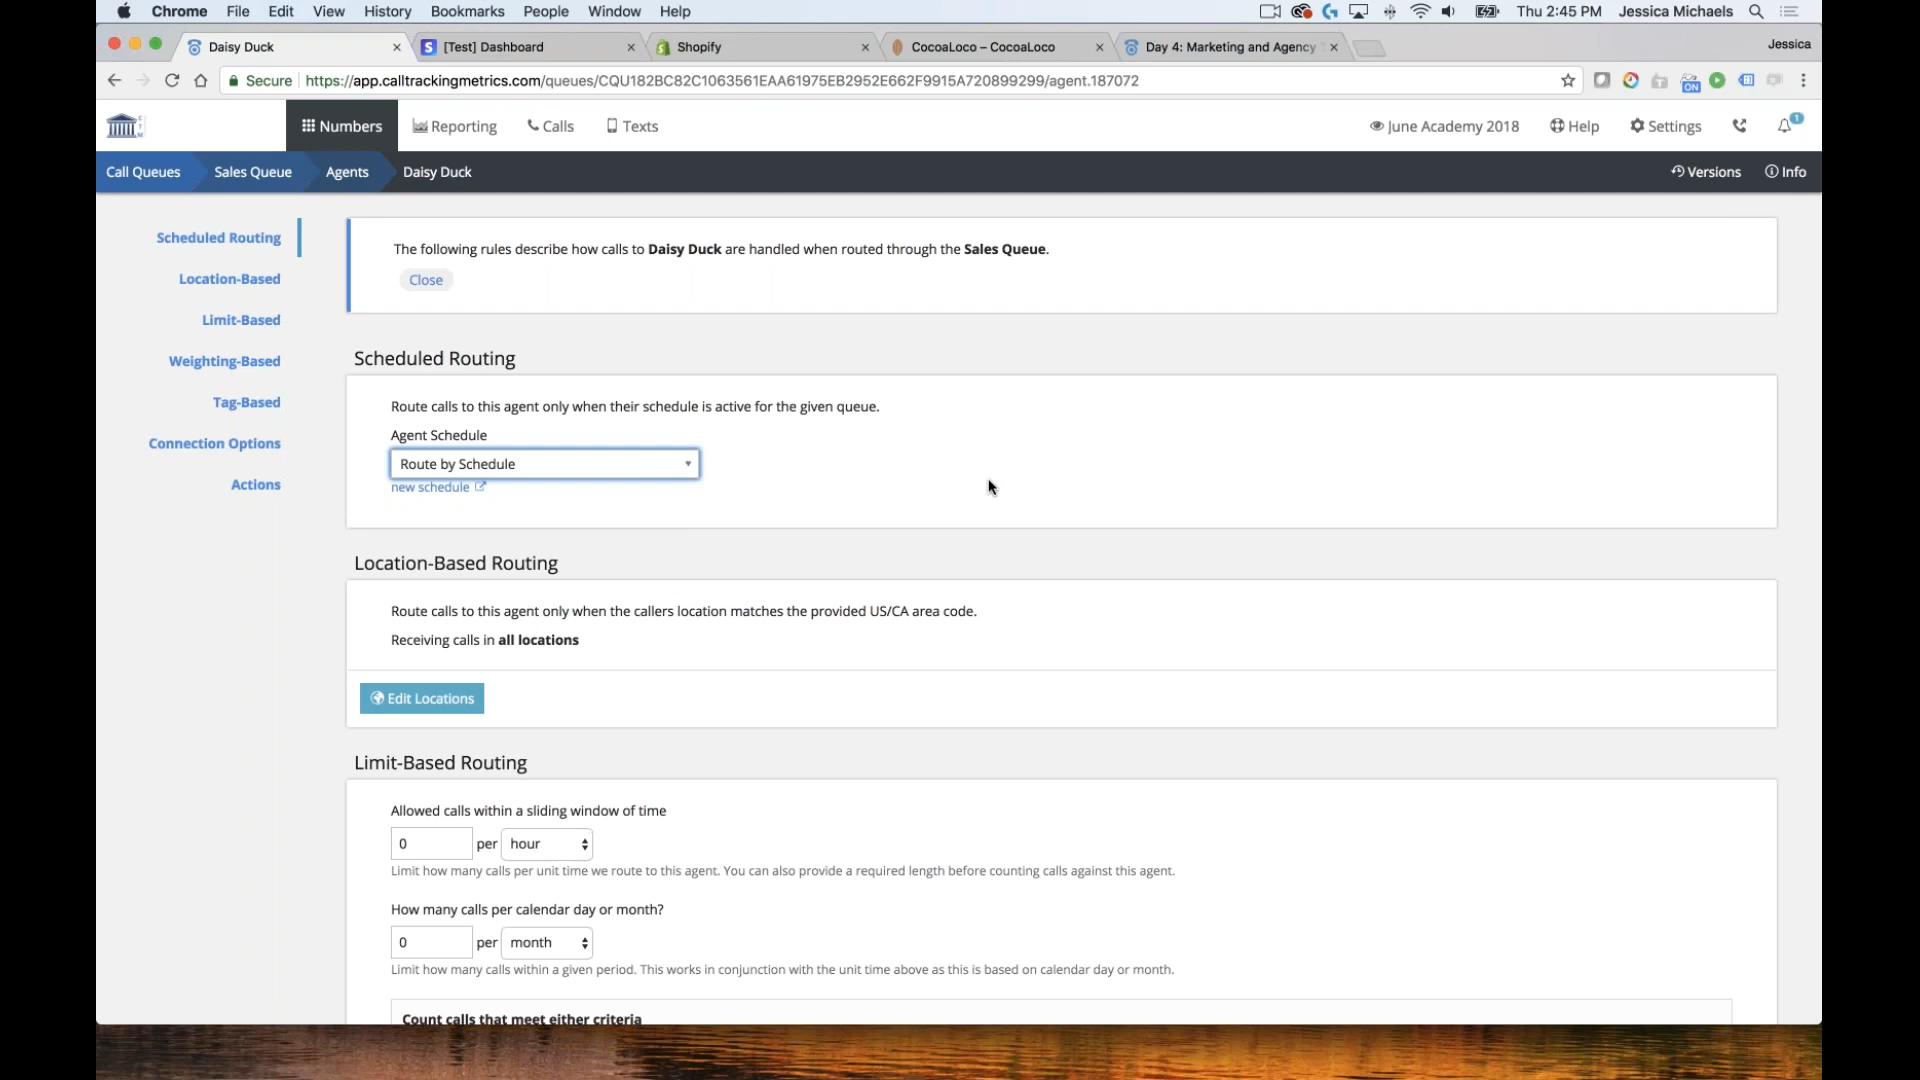 Chrome File Edit View History Bookmarks People Window Help Thu 2:45 PM Jessica Michaels
Daisy Duck [Test] Dashboard Shopify CocoaLoco – CocoaLoco Day 4: Marketing and Agency Jessica
Secure https://app.calltrackingmetrics.com/queues/CQU182BC82C1063561EAA61975EB2952E662F9915A720899299/agent.187072
ON
Numbers Reporting Calls Texts June Academy 2018 Help Settings 1
Call Queues Sales Queue Agents Daisy Duck Versions Info
Scheduled Routing
Location-Based
Limit-Based
Weighting-Based
Tag-Based
Connection Options
Actions
The following rules describe how calls to Daisy Duck are handled when routed through the Sales Queue.
Close
Scheduled Routing
Route calls to this agent only when their schedule is active for the given queue.
Agent Schedule
Route by Schedule
new schedule
Location-Based Routing
Route calls to this agent only when the callers location matches the provided US/CA area code.
Receiving calls in all locations
Edit Locations
Limit-Based Routing
Allowed calls within a sliding window of time
0 per hour
Limit how many calls per unit time we route to this agent. You can also provide a required length before counting calls against this agent.
How many calls per calendar day or month?
0 per month
Limit how many calls within a given period. This works in conjunction with the unit time above as this is based on calendar day or month.
Count calls that meet either criteria